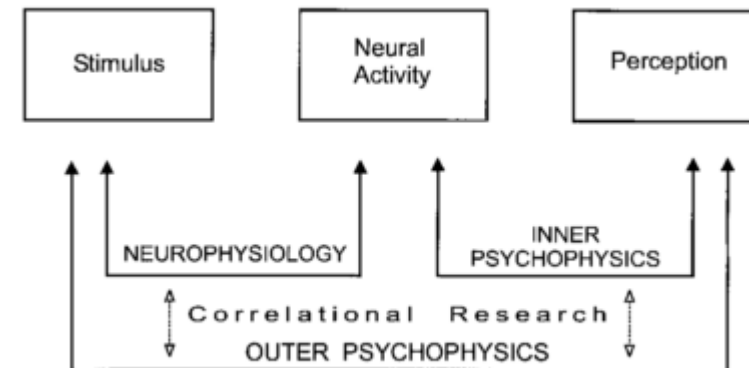 Stimulus
Neural
Activity
Perception
NEUROPHYSIOLOGY
INNER
PSYCHOPHYSICS
Correlational Research
OUTER PSYCHOPHYSICS